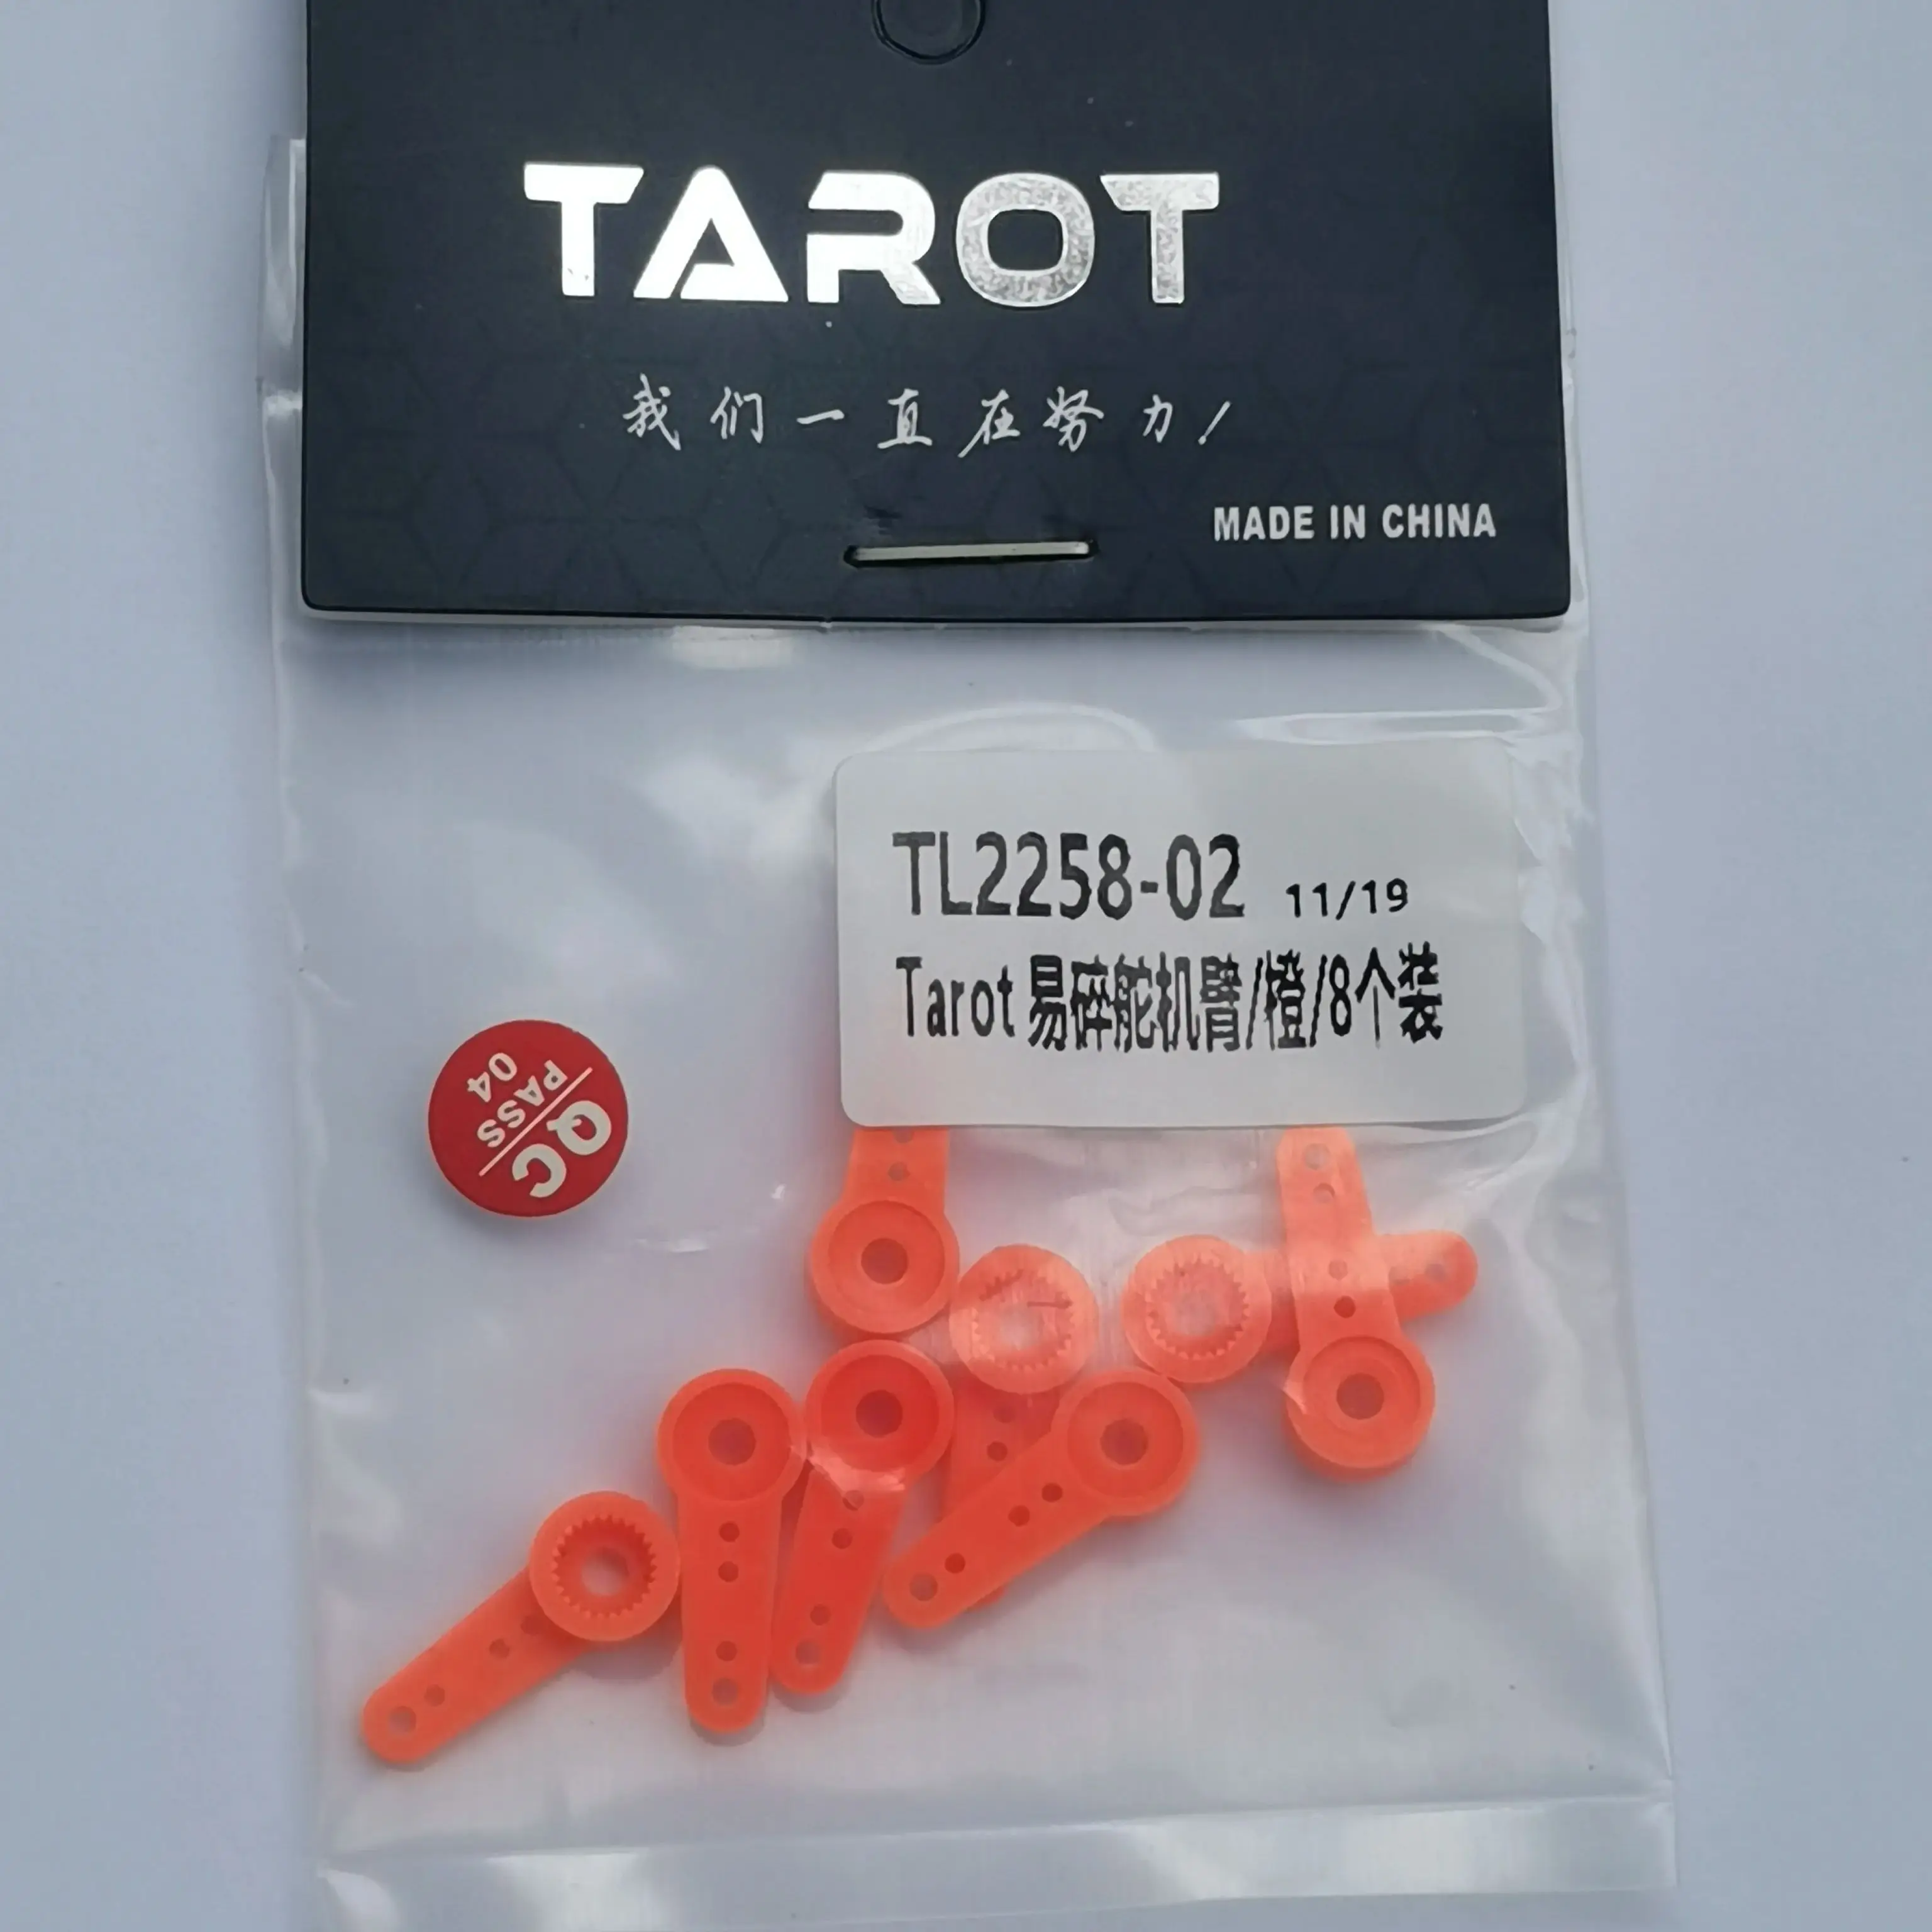 TAROT
我们一直在努力!
MADE IN CHINA
TL2258-02 11/19
Tarot 易碎舵机臂/橙/8个装
QC
PASS
04